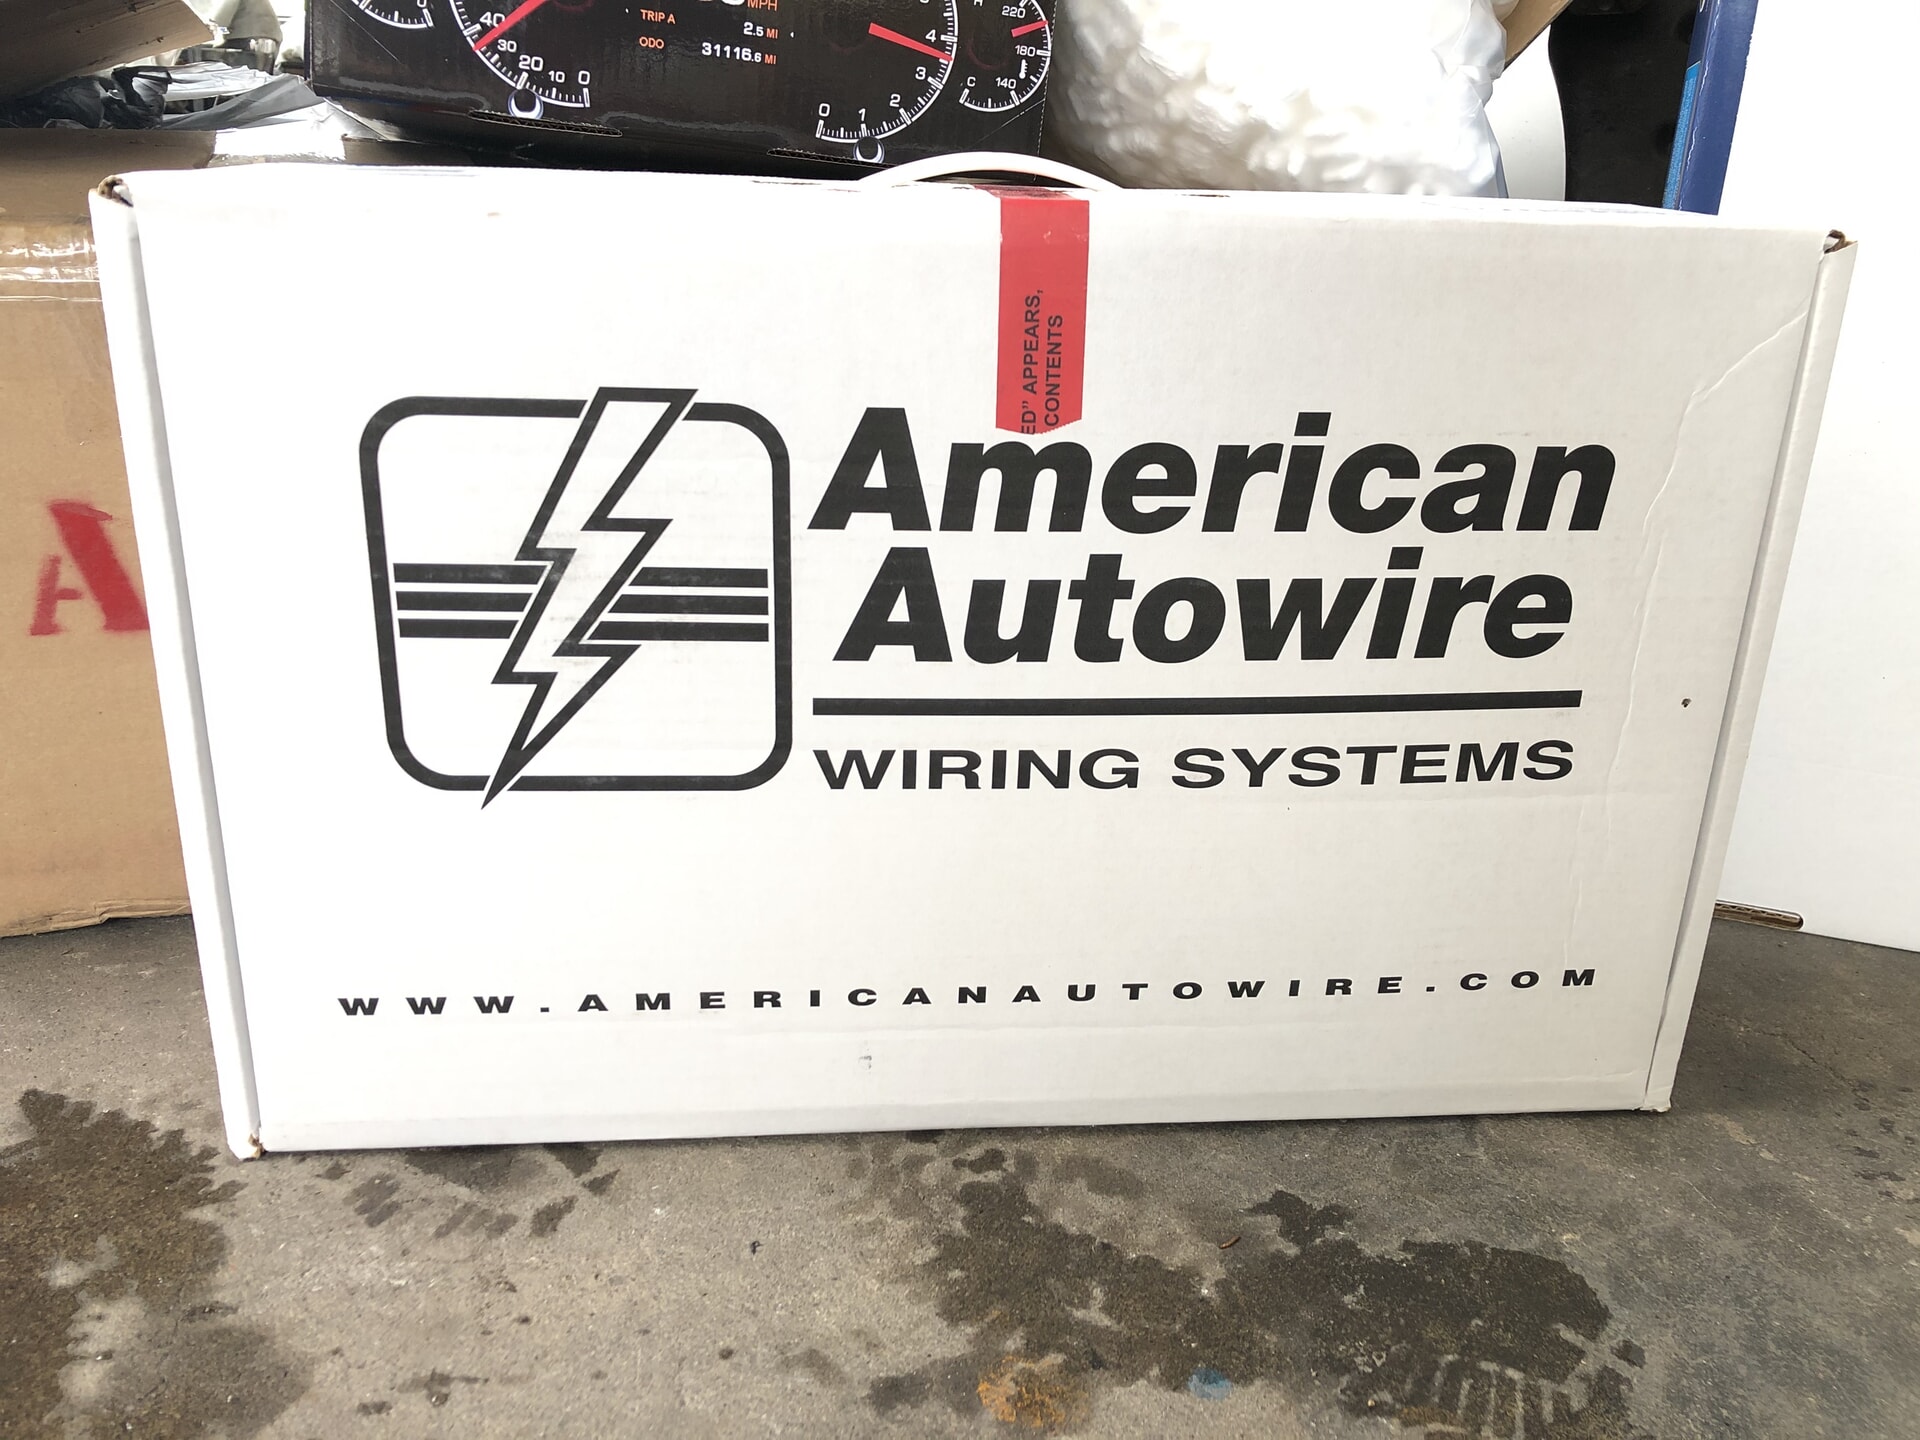 MPH
TRIP A
2.5 MI
ODO
31116.6 MI
40
30
20
10
0
0
1
2
3
4
220
180
140
C
ED" APPEARS,
CONTENTS
A
American
Autowire
WIRING SYSTEMS
WWW.AMERICANAUTOWIRE.COM